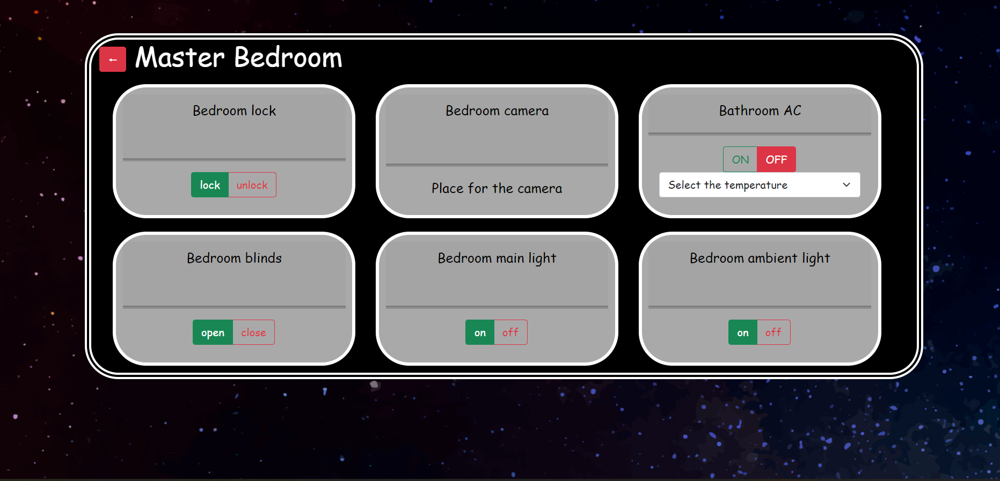 ← Master Bedroom
Bedroom lock
lock unlock
Bedroom camera
Place for the camera
Bathroom AC
ON OFF
Select the temperature
Bedroom blinds
open close
Bedroom main light
on off
Bedroom ambient light
on off